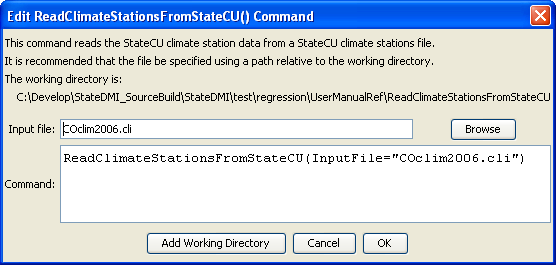 Edit ReadClimateStationsFromStateCU() Command
This command reads the StateCU climate station data from a StateCU climate stations file.
It is recommended that the file be specified using a path relative to the working directory.
The working directory is:
C:\Develop\StateDMI_SourceBuild\StateDMI\test\regression\UserManualRef\ReadClimateStationsFromStateCU
Input file: COclim2006.cli Browse
ReadClimateStationsFromStateCU(InputFile="COclim2006.cli")
Command:
Add Working Directory Cancel OK